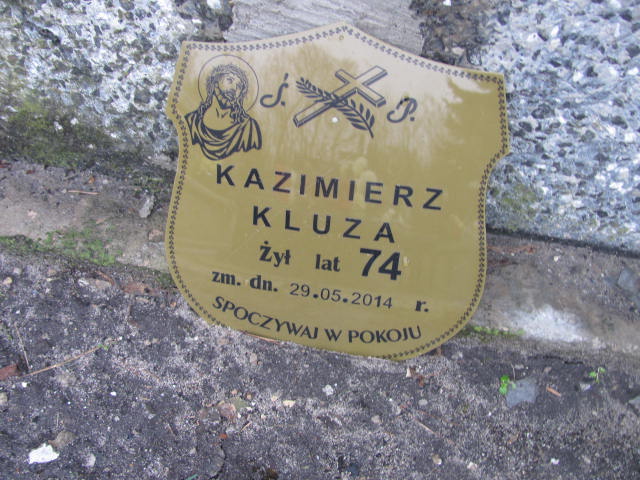 Ś. P.
KAZIMIERZ
KLUZA
Żył lat 74
zm. dn. 29.05.2014 r.
SPOCZYWAJ W POKOJU